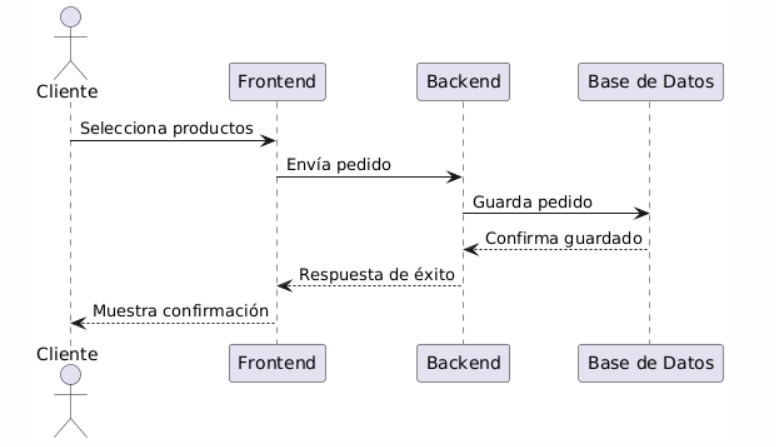 Cliente
Frontend
Backend
Base de Datos
Selecciona productos
Envía pedido
Guarda pedido
Confirma guardado
Respuesta de éxito
Muestra confirmación
Cliente
Frontend
Backend
Base de Datos